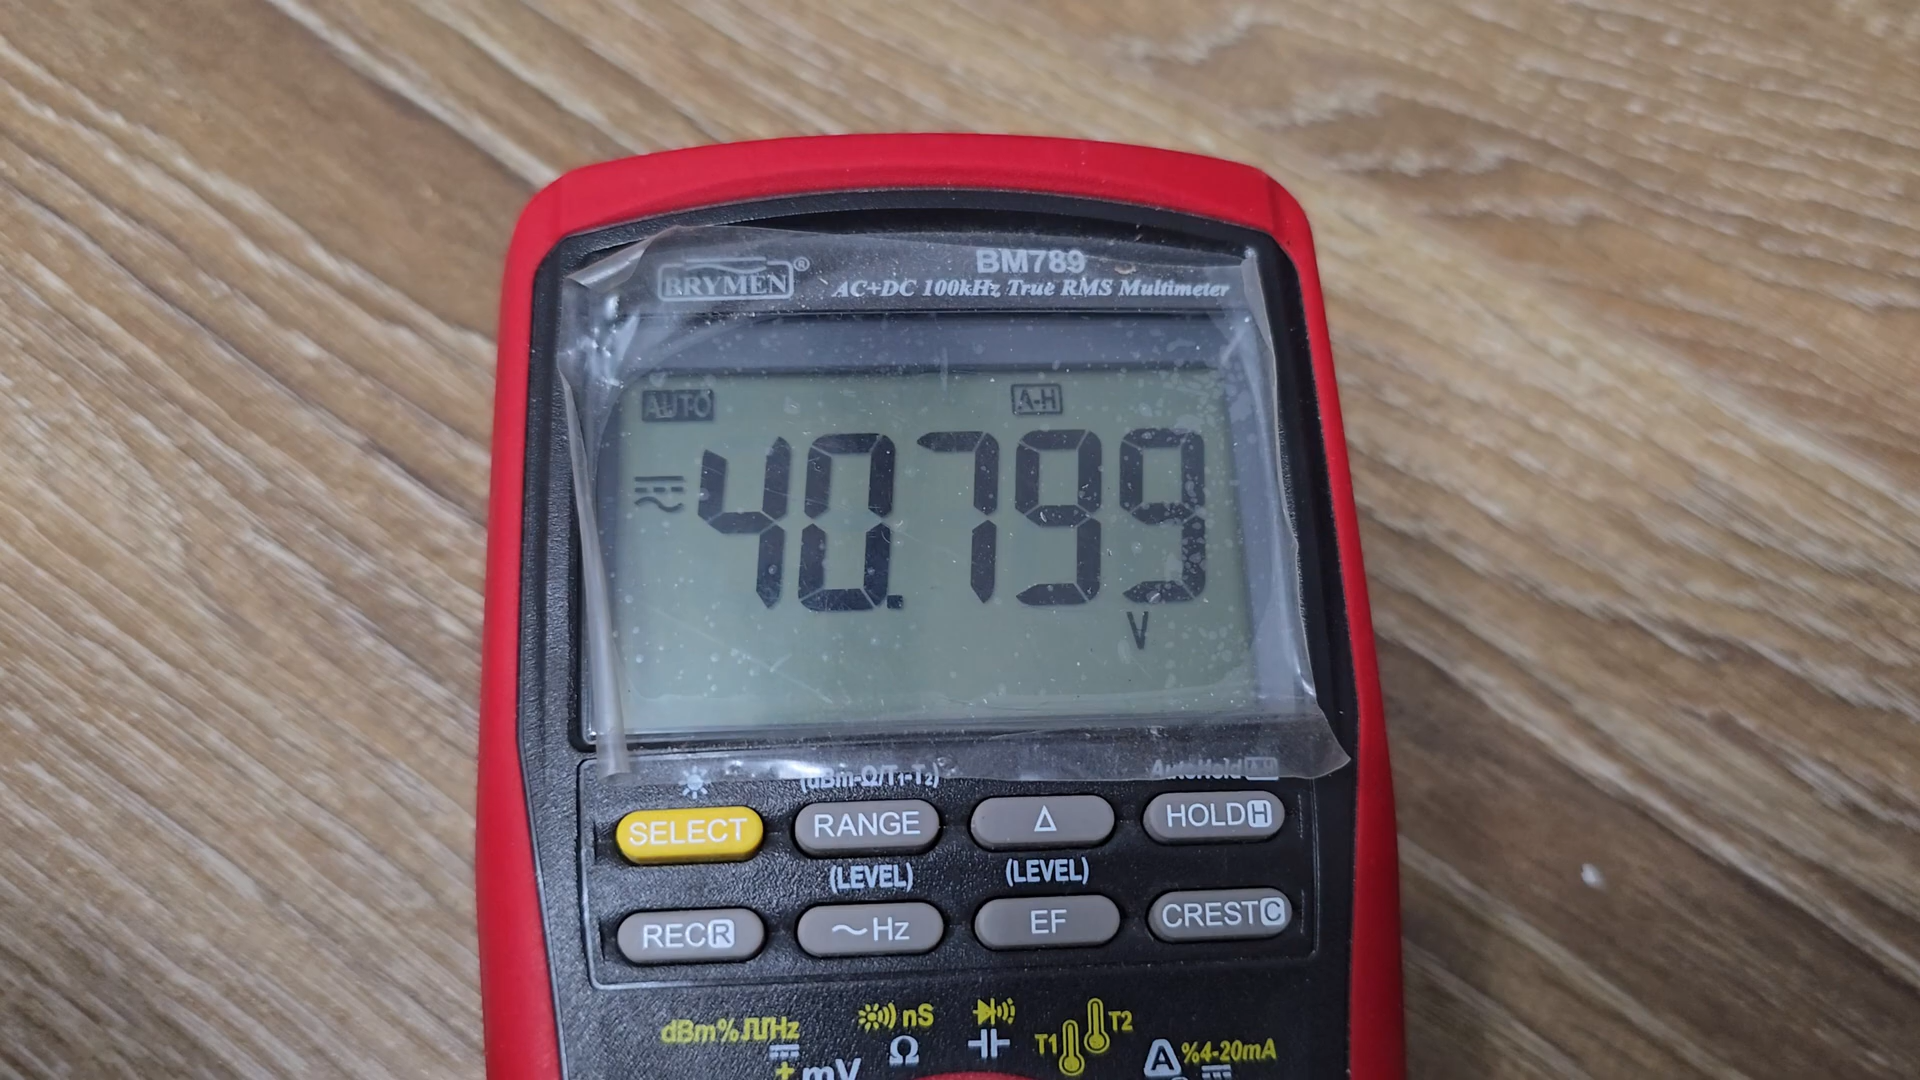 BRYMEN®
BM789
AC+DC 100kHz True RMS Multimeter
AUTO A-H
40.799
V
(dBm-Ω/T1-T2) AutoHold A-H
SELECT RANGE Δ HOLD H
(LEVEL) (LEVEL)
REC R ~Hz EF CREST C
dBm% Hz nS T1 T2 %4-20mA
mV Ω A